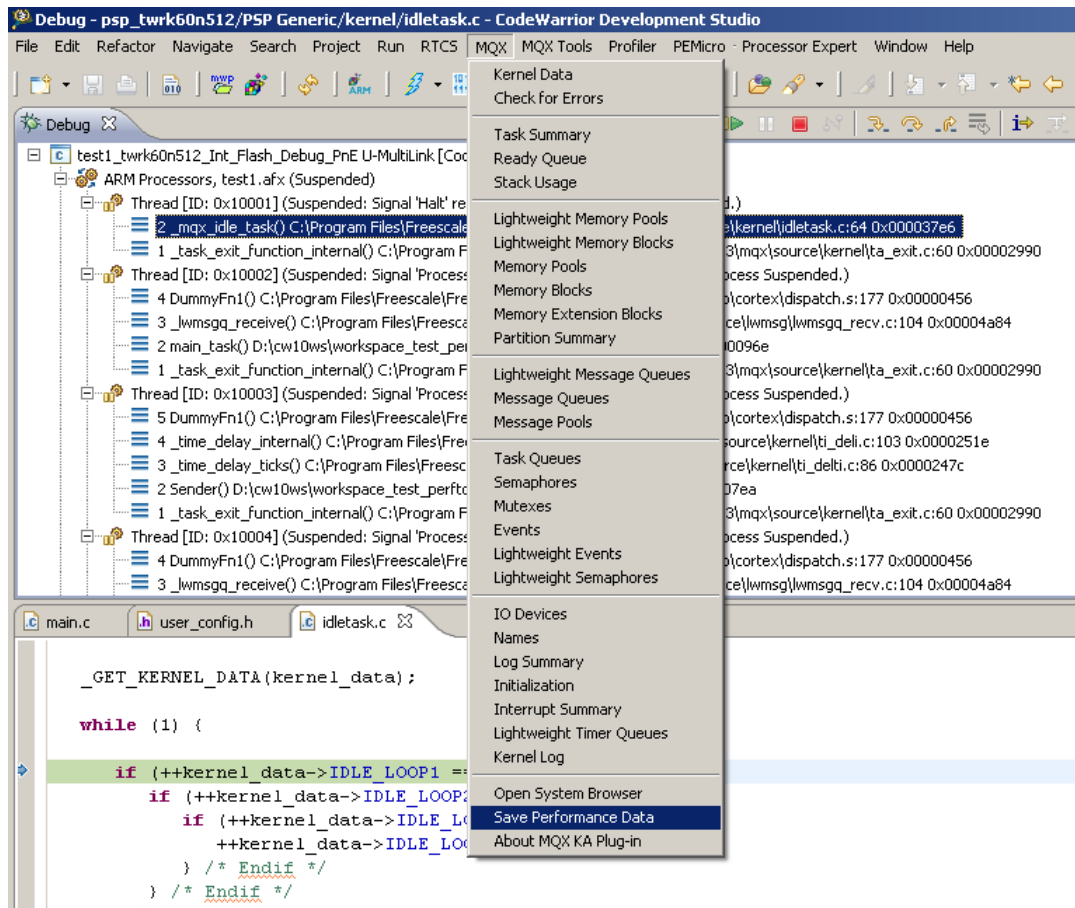 Debug - psp_twrk60n512/PSP Generic/kernel/idletask.c - CodeWarrior Development Studio
File Edit Refactor Navigate Search Project Run RTCS MQX MQX Tools Profiler PEMicro Processor Expert Window Help
Debug
test1_twrk60n512_Int_Flash_Debug_PnE U-MultiLink [Coc
ARM Processors, test1.afx (Suspended)
Thread [ID: 0x10001] (Suspended: Signal 'Halt' re d.)
2 _mqx_idle_task() C:\Program Files\Freescale e\kernel\idletask.c:64 0x000037e6
1 _task_exit_function_internal() C:\Program F 3\mqx\source\kernel\ta_exit.c:60 0x00002990
Thread [ID: 0x10002] (Suspended: Signal 'Process ocess Suspended.)
4 DummyFn1() C:\Program Files\Freescale\Fre p\cortex\dispatch.s:177 0x00000456
3 _lwmsgq_receive() C:\Program Files\Freesca ce\lwmsg\lwmsgq_recv.c:104 0x00004a84
2 main_task() D:\cw10ws\workspace_test_per 0096e
1 _task_exit_function_internal() C:\Program F 3\mqx\source\kernel\ta_exit.c:60 0x00002990
Thread [ID: 0x10003] (Suspended: Signal 'Process ocess Suspended.)
5 DummyFn1() C:\Program Files\Freescale\Fre p\cortex\dispatch.s:177 0x00000456
4 _time_delay_internal() C:\Program Files\Free source\kernel\ti_deli.c:103 0x0000251e
3 _time_delay_ticks() C:\Program Files\Freesc rce\kernel\ti_delti.c:86 0x0000247c
2 Sender() D:\cw10ws\workspace_test_perfto 07ea
1 _task_exit_function_internal() C:\Program F 3\mqx\source\kernel\ta_exit.c:60 0x00002990
Thread [ID: 0x10004] (Suspended: Signal 'Process ocess Suspended.)
4 DummyFn1() C:\Program Files\Freescale\Fre p\cortex\dispatch.s:177 0x00000456
3 _lwmsgq_receive() C:\Program Files\Freesca ce\lwmsg\lwmsgq_recv.c:104 0x00004a84
Kernel Data
Check for Errors
Task Summary
Ready Queue
Stack Usage
Lightweight Memory Pools
Lightweight Memory Blocks
Memory Pools
Memory Blocks
Memory Extension Blocks
Partition Summary
Lightweight Message Queues
Message Queues
Message Pools
Task Queues
Semaphores
Mutexes
Events
Lightweight Events
Lightweight Semaphores
IO Devices
Names
Log Summary
Initialization
Interrupt Summary
Lightweight Timer Queues
Kernel Log
Open System Browser
Save Performance Data
About MQX KA Plug-in
main.c user_config.h idletask.c
_GET_KERNEL_DATA(kernel_data);
while (1) {
if (++kernel_data->IDLE_LOOP1 ==
if (++kernel_data->IDLE_LOOP2
if (++kernel_data->IDLE_LO
++kernel_data->IDLE_LOO
} /* Endif */
} /* Endif */